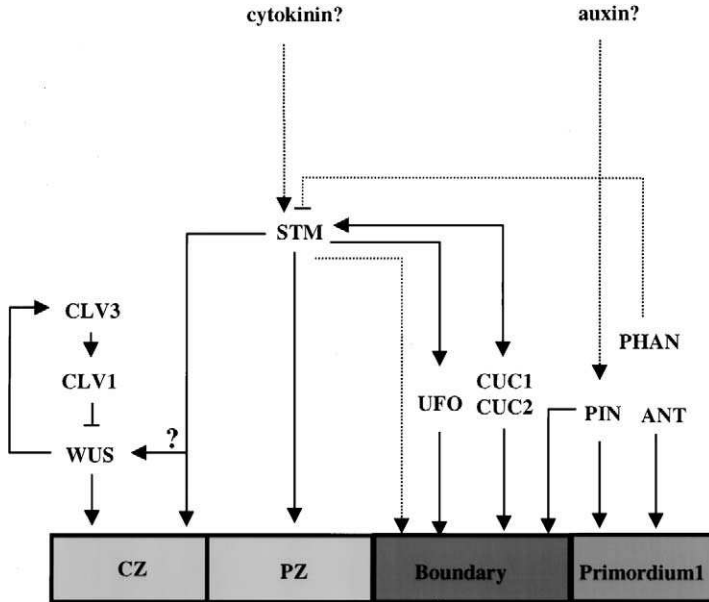 cytokinin? auxin?
STM
CLV3
PHAN
CLV1
CUC1
UFO CUC2 PIN ANT
?
WUS
CZ PZ Boundary Primordium1